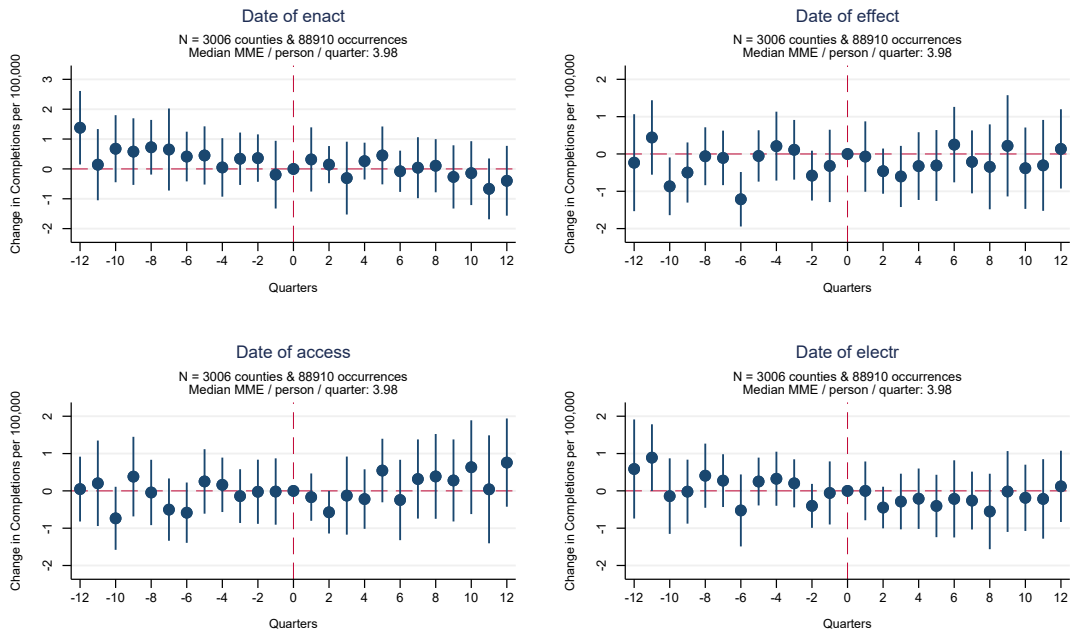 Date of enact
N = 3006 counties & 88910 occurrences
Median MME / person / quarter: 3.98
Change in Completions per 100,000
3
2
1
0
-1
-2
-12 -10 -8 -6 -4 -2 0 2 4 6 8 10 12
Quarters
Date of effect
N = 3006 counties & 88910 occurrences
Median MME / person / quarter: 3.98
Change in Completions per 100,000
2
1
0
-1
-2
-12 -10 -8 -6 -4 -2 0 2 4 6 8 10 12
Quarters
Date of access
N = 3006 counties & 88910 occurrences
Median MME / person / quarter: 3.98
Change in Completions per 100,000
2
1
0
-1
-2
-12 -10 -8 -6 -4 -2 0 2 4 6 8 10 12
Quarters
Date of electr
N = 3006 counties & 88910 occurrences
Median MME / person / quarter: 3.98
Change in Completions per 100,000
2
1
0
-1
-2
-12 -10 -8 -6 -4 -2 0 2 4 6 8 10 12
Quarters